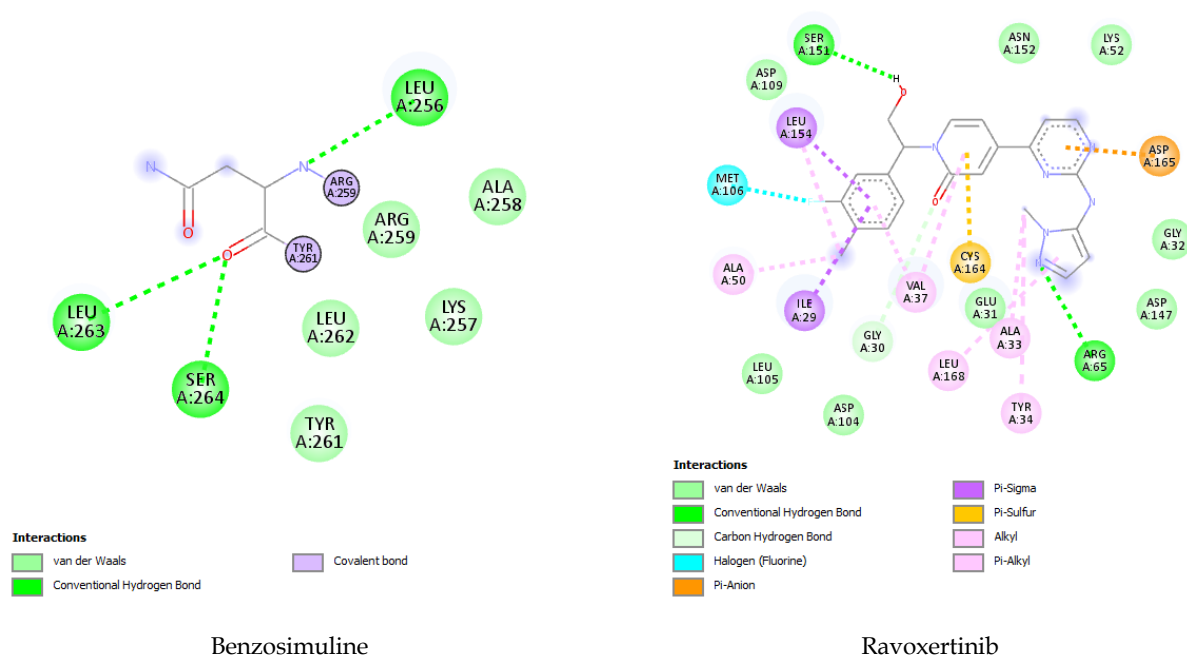 LEU
A:256
ARG
A:259
ALA
A:258
ARG
A:259
TYR
A:261
LEU
A:263
LEU
A:262
LYS
A:257
SER
A:264
TYR
A:261
N
N
O
O
Interactions
van der Waals
Conventional Hydrogen Bond
Covalent bond
Benzosimuline
SER
A:151
ASN
A:152
LYS
A:52
ASP
A:109
LEU
A:154
ASP
A:165
MET
A:106
GLY
A:32
ALA
A:50
CYS
A:164
ILE
A:29
VAL
A:37
GLU
A:31
ASP
A:147
GLY
A:30
ALA
A:33
LEU
A:105
LEU
A:168
ARG
A:65
ASP
A:104
TYR
A:34
H
O
N
O
N
N
N
N
N
Interactions
van der Waals
Conventional Hydrogen Bond
Carbon Hydrogen Bond
Halogen (Fluorine)
Pi-Anion
Pi-Sigma
Pi-Sulfur
Alkyl
Pi-Alkyl
Ravoxertinib